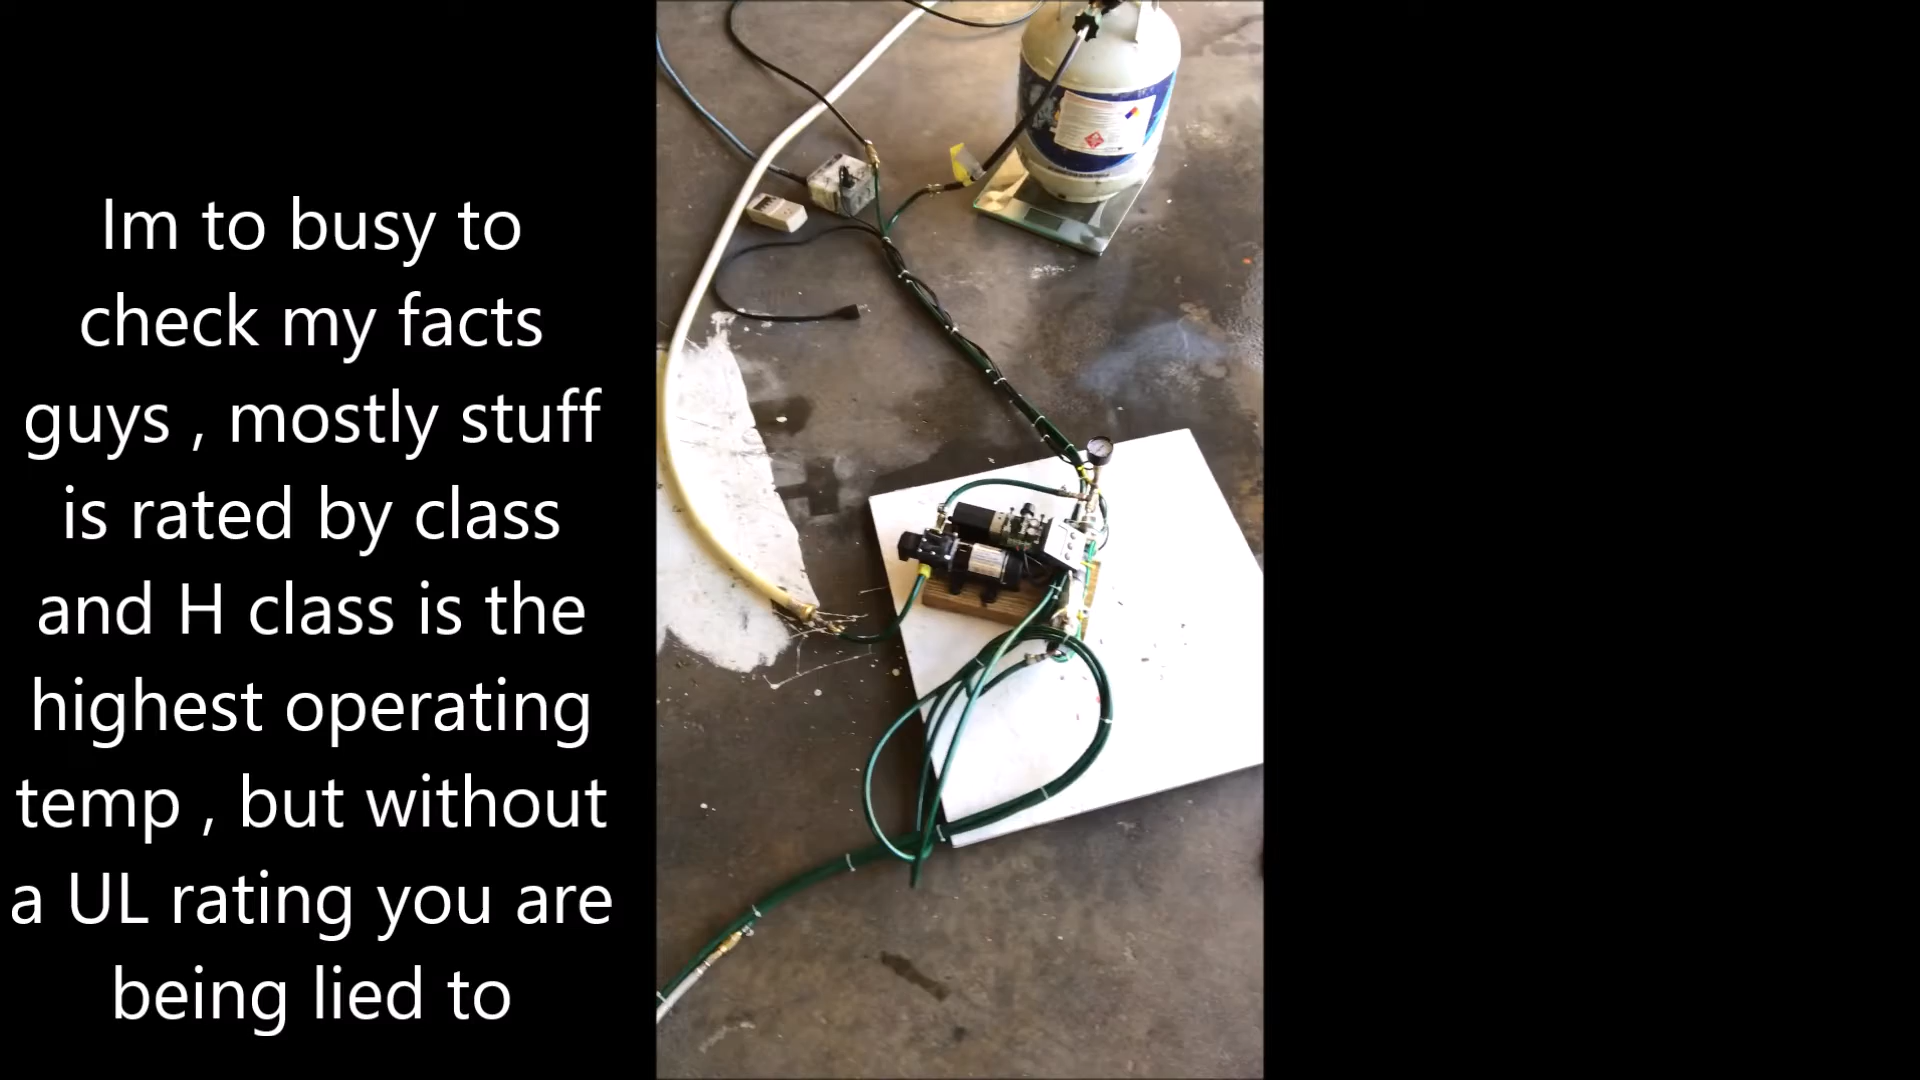 Im to busy to
check my facts
guys , mostly stuff
is rated by class
and H class is the
highest operating
temp , but without
a UL rating you are
being lied to